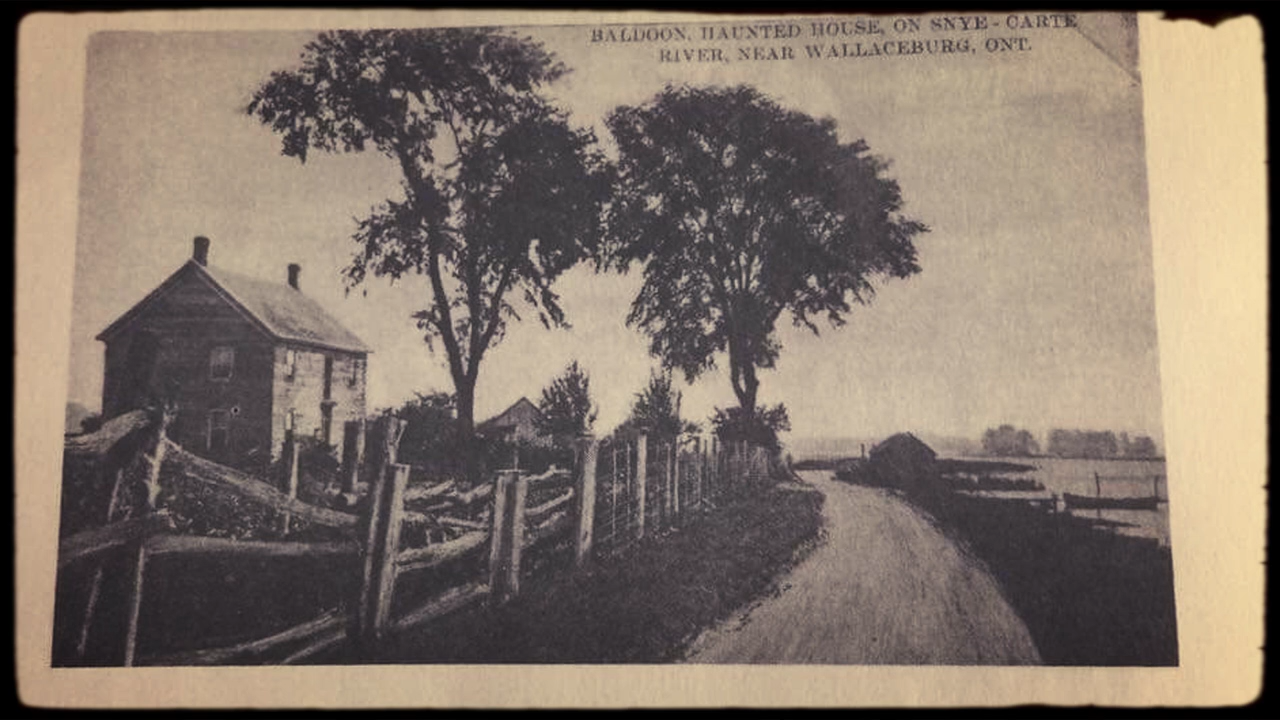 BALDOON, HAUNTED HOUSE, ON SNYE - CARTE
RIVER, NEAR WALLACEBURG, ONT.